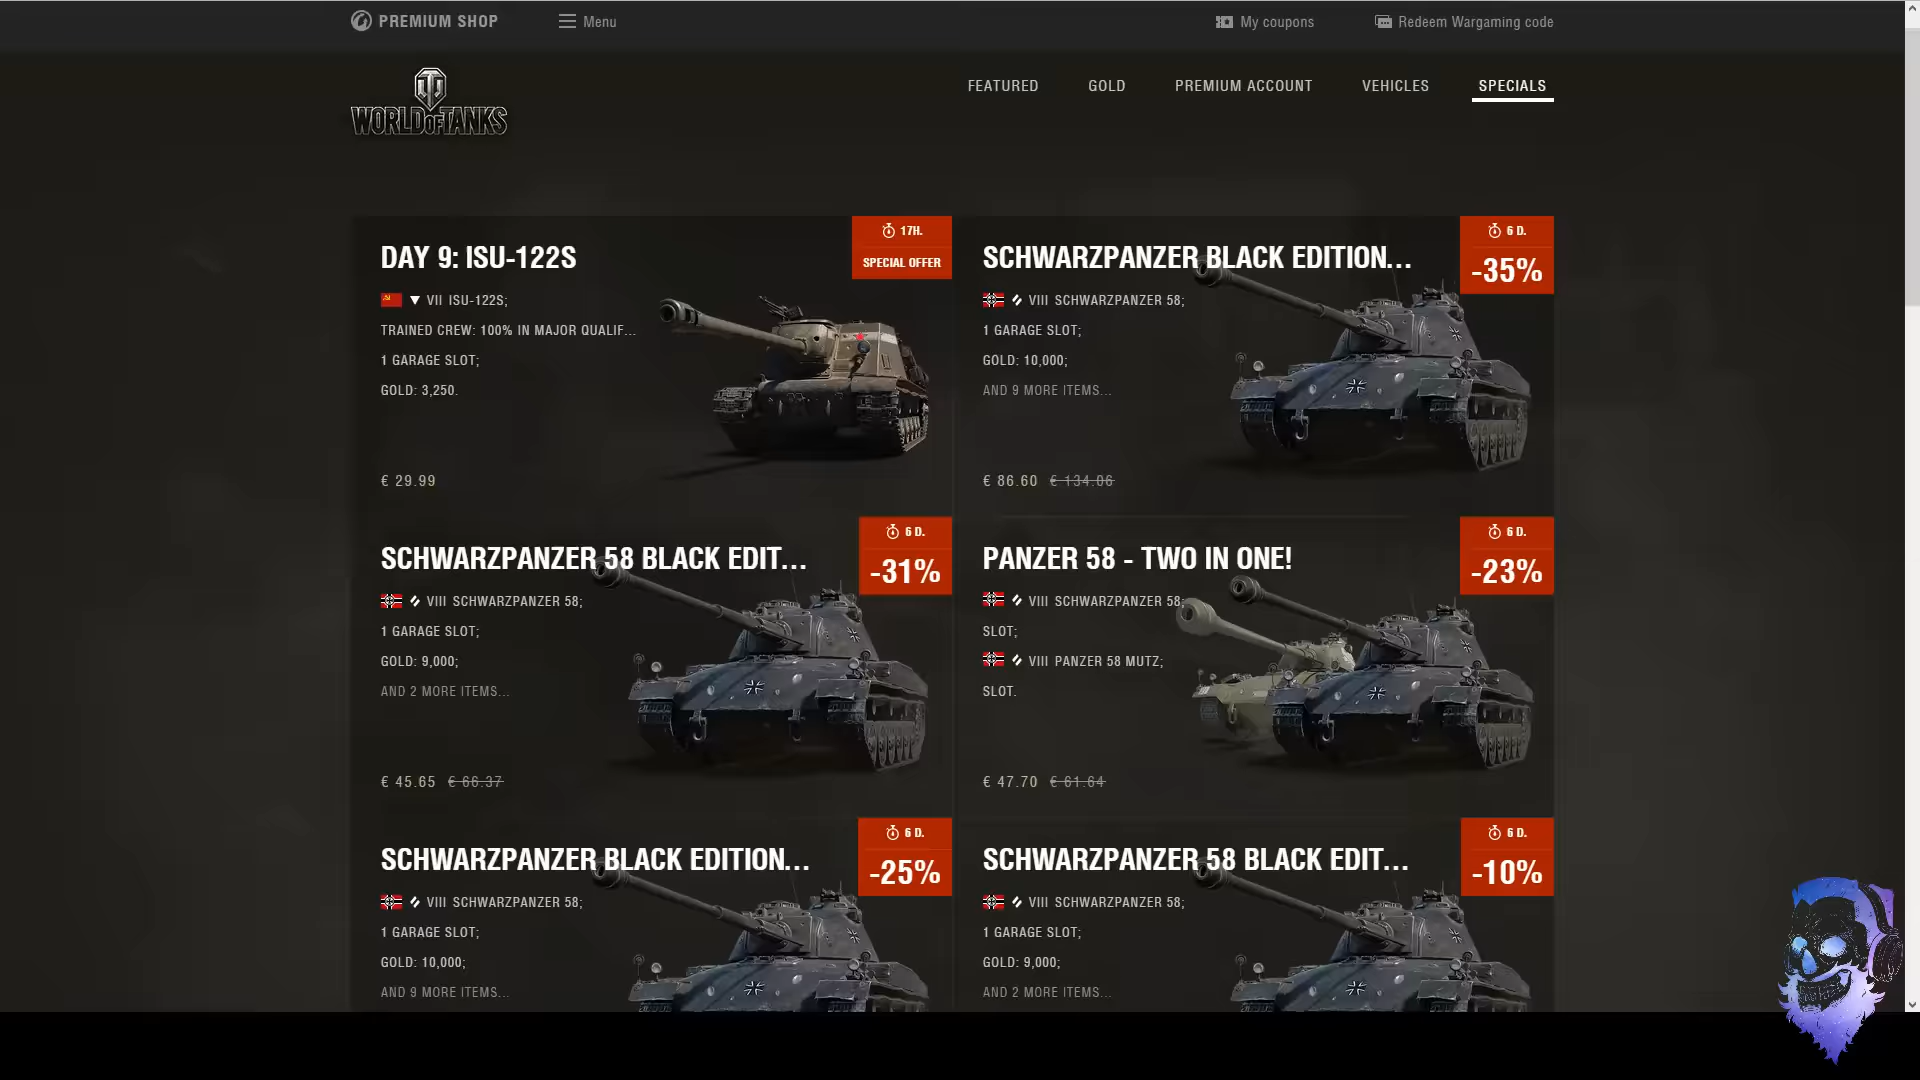 PREMIUM SHOP
Menu
My coupons
Redeem Wargaming code
WORLD OF TANKS
FEATURED
GOLD
PREMIUM ACCOUNT
VEHICLES
SPECIALS
DAY 9: ISU-122S
17H.
SPECIAL OFFER
VII ISU-122S;
TRAINED CREW: 100% IN MAJOR QUALIF...
1 GARAGE SLOT;
GOLD: 3,250.
€ 29.99
SCHWARZPANZER BLACK EDITION...
6 D.
-35%
VIII SCHWARZPANZER 58;
1 GARAGE SLOT;
GOLD: 10,000;
AND 9 MORE ITEMS...
€ 86.60 € 134.06
SCHWARZPANZER 58 BLACK EDIT...
6 D.
-31%
VIII SCHWARZPANZER 58;
1 GARAGE SLOT;
GOLD: 9,000;
AND 2 MORE ITEMS...
€ 45.65 € 66.37
PANZER 58 - TWO IN ONE!
6 D.
-23%
VIII SCHWARZPANZER 58;
SLOT;
VIII PANZER 58 MUTZ;
SLOT.
€ 47.70 € 61.64
SCHWARZPANZER BLACK EDITION...
6 D.
-25%
VIII SCHWARZPANZER 58;
1 GARAGE SLOT;
GOLD: 10,000;
AND 9 MORE ITEMS...
SCHWARZPANZER 58 BLACK EDIT...
6 D.
-10%
VIII SCHWARZPANZER 58;
1 GARAGE SLOT;
GOLD: 9,000;
AND 2 MORE ITEMS...